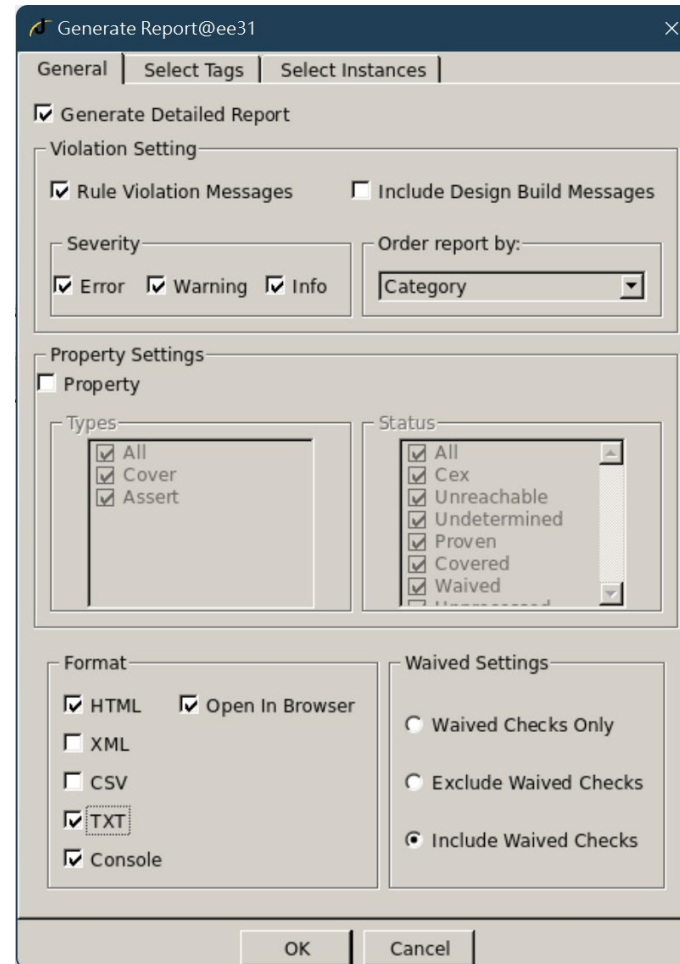 Generate Report@ee31
General Select Tags Select Instances
Generate Detailed Report
Violation Setting
Rule Violation Messages Include Design Build Messages
Severity Order report by:
Error Warning Info Category
Property Settings
Property
Types Status
All All
Cover Cex
Assert Unreachable
Undetermined
Proven
Covered
Waived
Format Waived Settings
HTML Open In Browser
Waived Checks Only
XML
CSV Exclude Waived Checks
TXT
Include Waived Checks
Console
OK Cancel